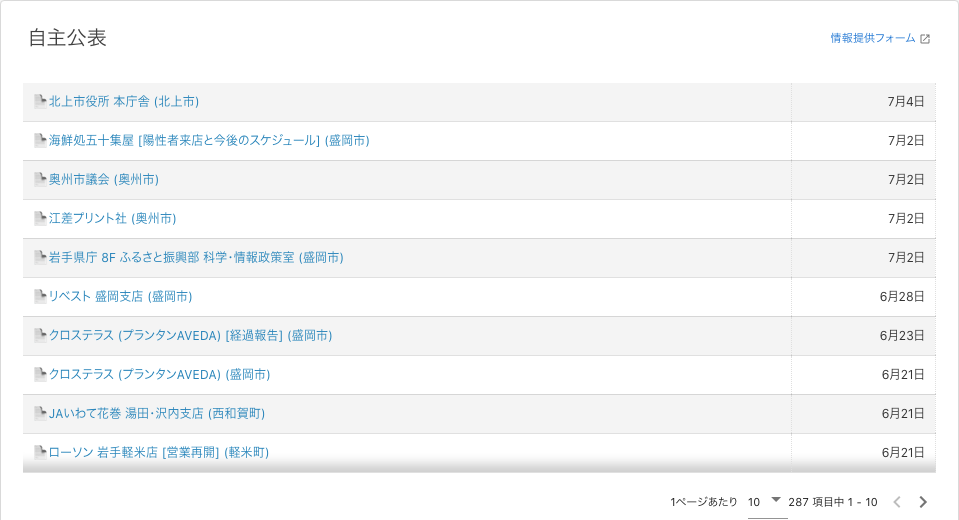 自主公表
情報提供フォーム
北上市役所 本庁舎 (北上市) 7月4日
海鮮処五十集屋 [陽性者来店と今後のスケジュール] (盛岡市) 7月2日
奥州市議会 (奥州市) 7月2日
江差プリント社 (奥州市) 7月2日
岩手県庁 8F ふるさと振興部 科学・情報政策室 (盛岡市) 7月2日
リベスト 盛岡支店 (盛岡市) 6月28日
クロステラス (プランタンAVEDA) [経過報告] (盛岡市) 6月23日
クロステラス (プランタンAVEDA) (盛岡市) 6月21日
JAいわて花巻 湯田・沢内支店 (西和賀町) 6月21日
ローソン 岩手軽米店 [営業再開] (軽米町) 6月21日
1ページあたり 10 287 項目中 1 - 10